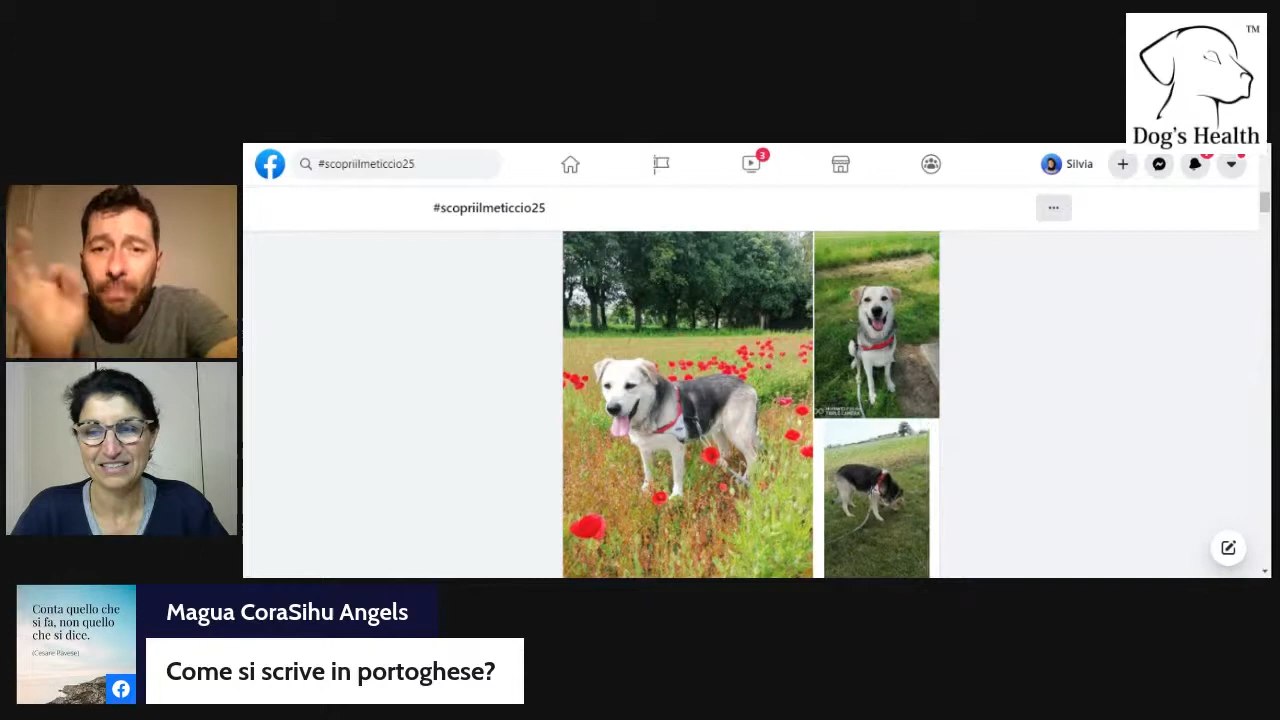 TM
Dog's Health
#scopriilmeticcio25
3
Silvia
#scopriilmeticcio25
Conta quello che
si fa, non quello
che si dice.
(Cesare Pavese)
Magua CoraSihu Angels
Come si scrive in portoghese?